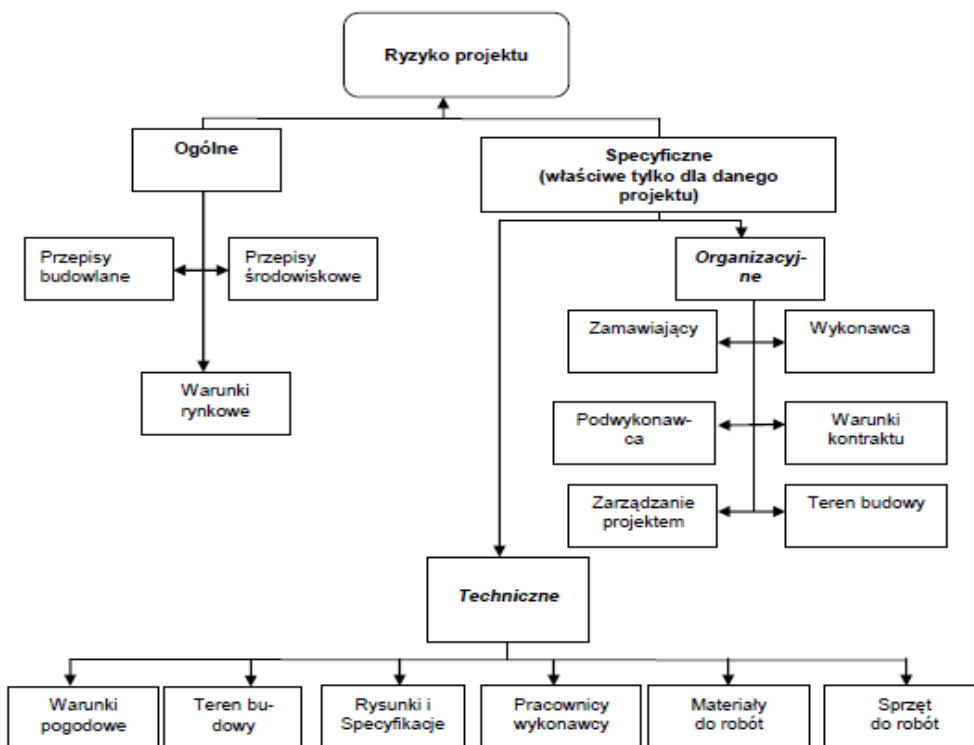 Ryzyko projektu
Ogólne
Specyficzne
(właściwe tylko dla danego
projektu)
Przepisy
budowlane
Przepisy
środowiskowe
Warunki
rynkowe
Organizacyj-
ne
Zamawiający
Wykonawca
Podwykonaw-
ca
Warunki
kontraktu
Zarządzanie
projektem
Teren budowy
Techniczne
Warunki
pogodowe
Teren bu-
dowy
Rysunki i
Specyfikacje
Pracownicy
wykonawcy
Materiały
do robót
Sprzęt
do robót